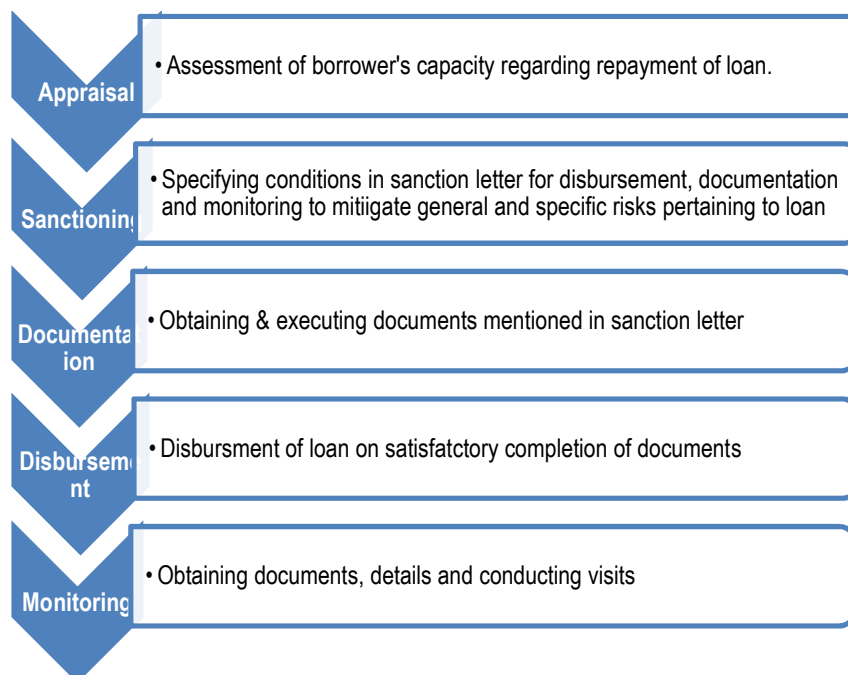 Appraisal
• Assessment of borrower's capacity regarding repayment of loan.
Sanctioning
• Specifying conditions in sanction letter for disbursement, documentation
and monitoring to mitiigate general and specific risks pertaining to loan
Documentat
ion
• Obtaining & executing documents mentioned in sanction letter
Disburseme
nt
• Disbursment of loan on satisfatctory completion of documents
Monitoring
• Obtaining documents, details and conducting visits